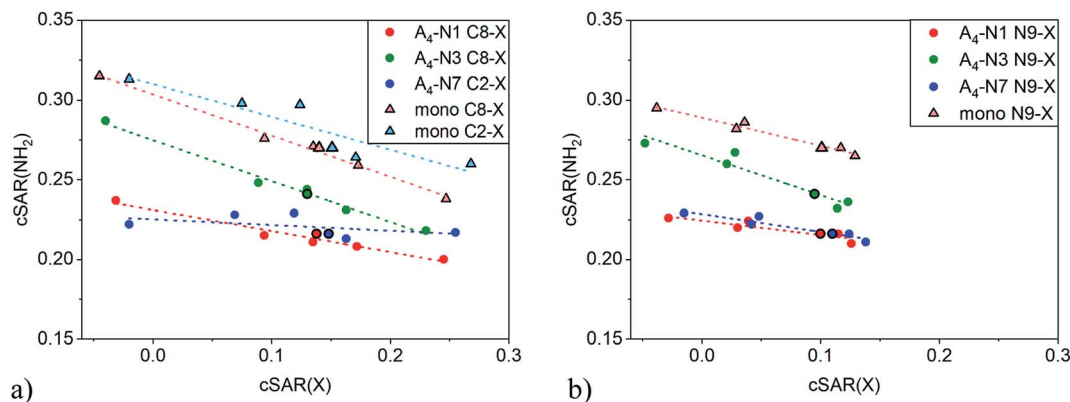 0.35
0.30
0.25
0.20
0.15
cSAR(NH₂)
A₄-N1 C8-X
A₄-N3 C8-X
A₄-N7 C2-X
mono C8-X
mono C2-X
0.0 0.1 0.2 0.3
cSAR(X)
a)
0.35
0.30
0.25
0.20
0.15
cSAR(NH₂)
A₄-N1 N9-X
A₄-N3 N9-X
A₄-N7 N9-X
mono N9-X
0.0 0.1 0.2 0.3
cSAR(X)
b)